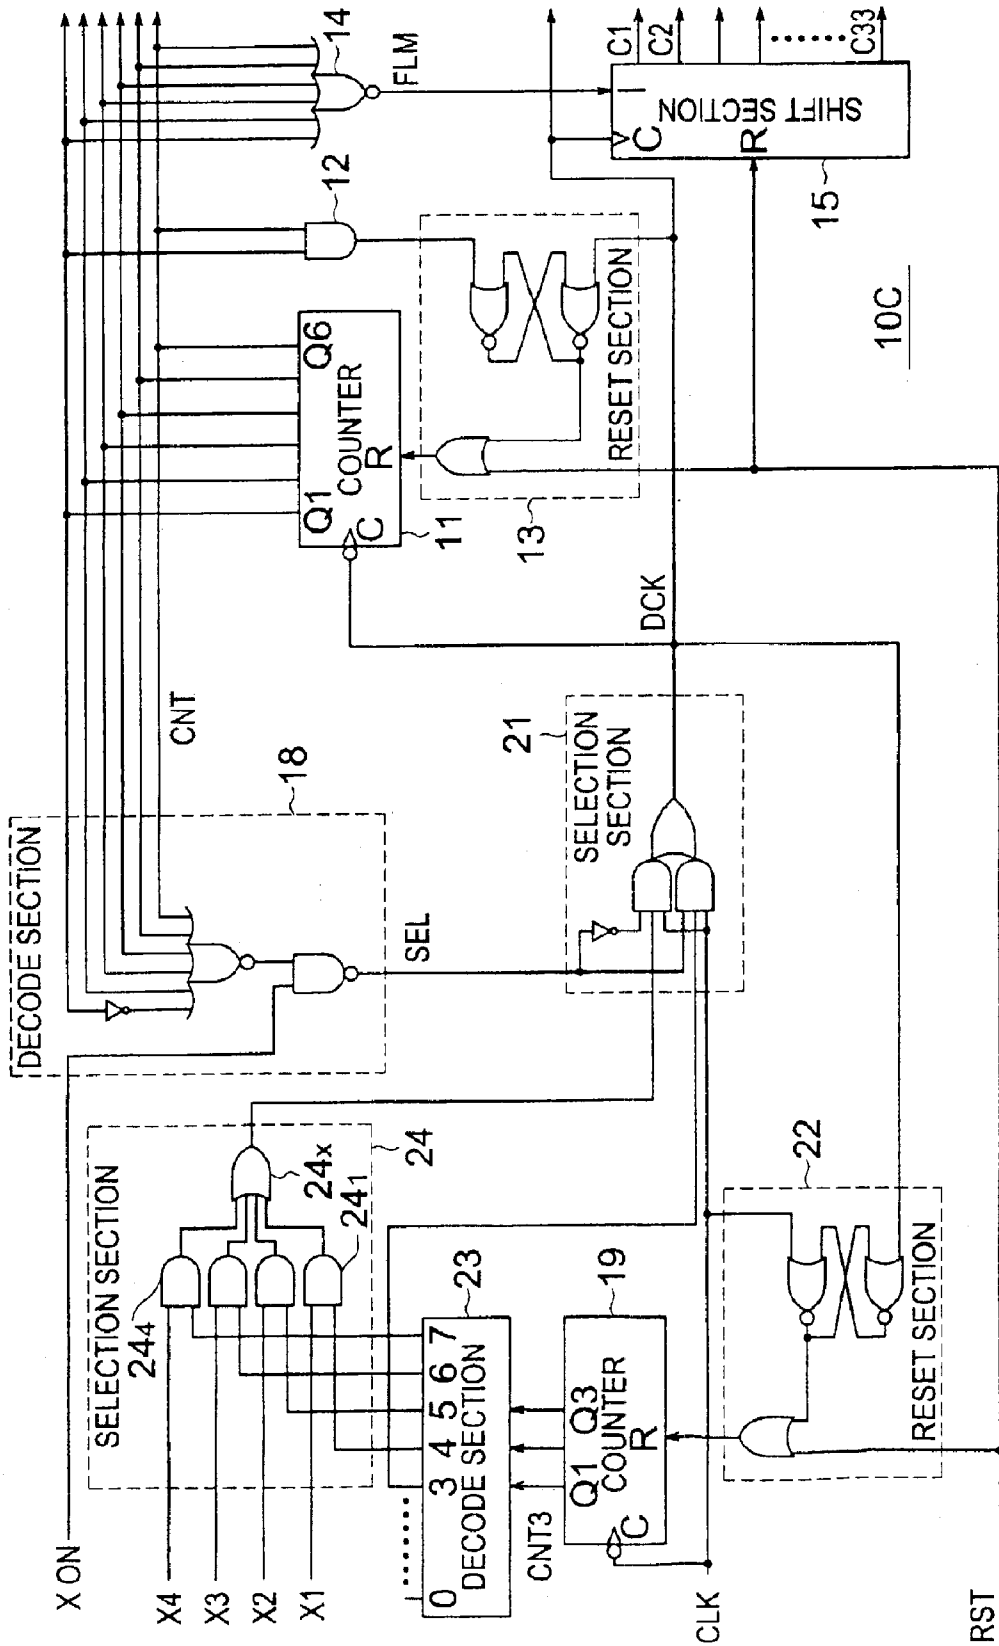 X ON
X4
X3
X2
X1
CLK
RST
SELECTION SECTION
24₄
24x
24₁
24
0 3 4 5 6 7
DECODE SECTION
23
CNT3
Q1 Q3
COUNTER
C R
19
RESET SECTION
22
DECODE SECTION
18
SEL
CNT
SELECTION
SECTION
21
DCK
Q1 Q6
COUNTER
C R
11
RESET SECTION
13
12
14
FLM
C I
R
SHIFT SECTION
15
C1
C2
C33
10C